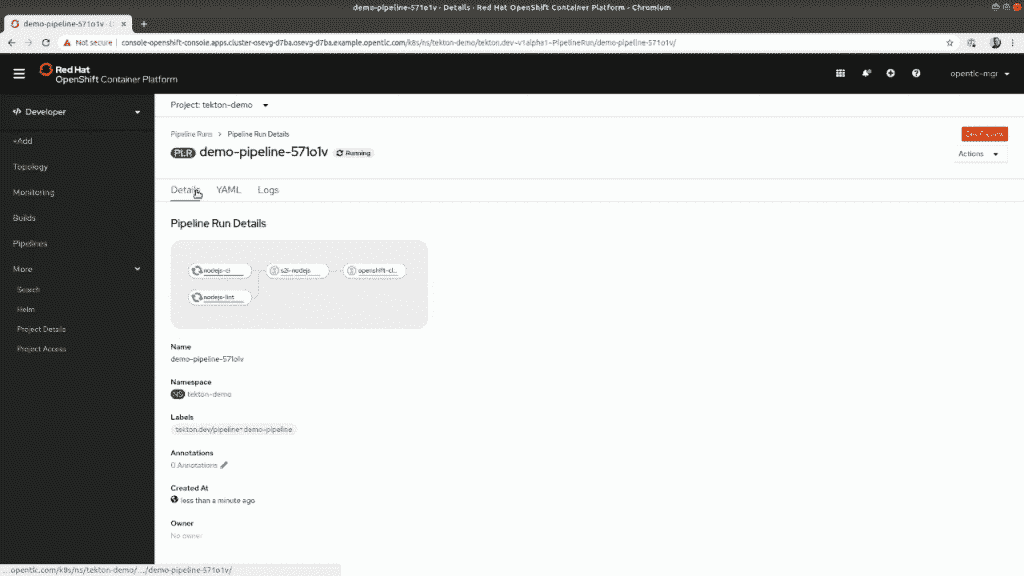 demo-pipeline-571o1v - Details - Red Hat OpenShift Container Platform - Chromium
demo-pipeline-571o1v - D
Not secure
console-openshift-console.apps.cluster-osevg-d7ba.osevg-d7ba.example.opentlc.com/k8s/ns/tekton-demo/tekton.dev~v1alpha1~PipelineRun/demo-pipeline-571o1v/
Red Hat
OpenShift Container Platform
opentlc-mgr
Developer
+Add
Topology
Monitoring
Builds
Pipelines
More
Search
Helm
Project Details
Project Access
Project: tekton-demo
Pipeline Runs > Pipeline Run Details
PLR demo-pipeline-571o1v Running
Dev Preview
Actions
Details YAML Logs
Pipeline Run Details
nodejs-ci s2i-nodejs openshift-cl...
nodejs-lint
Name
demo-pipeline-571o1v
Namespace
NS tekton-demo
Labels
tekton.dev/pipeline=demo-pipeline
Annotations
0 Annotations
Created At
less than a minute ago
Owner
No owner
...opentlc.com/k8s/ns/tekton-demo/.../demo-pipeline-571o1v/